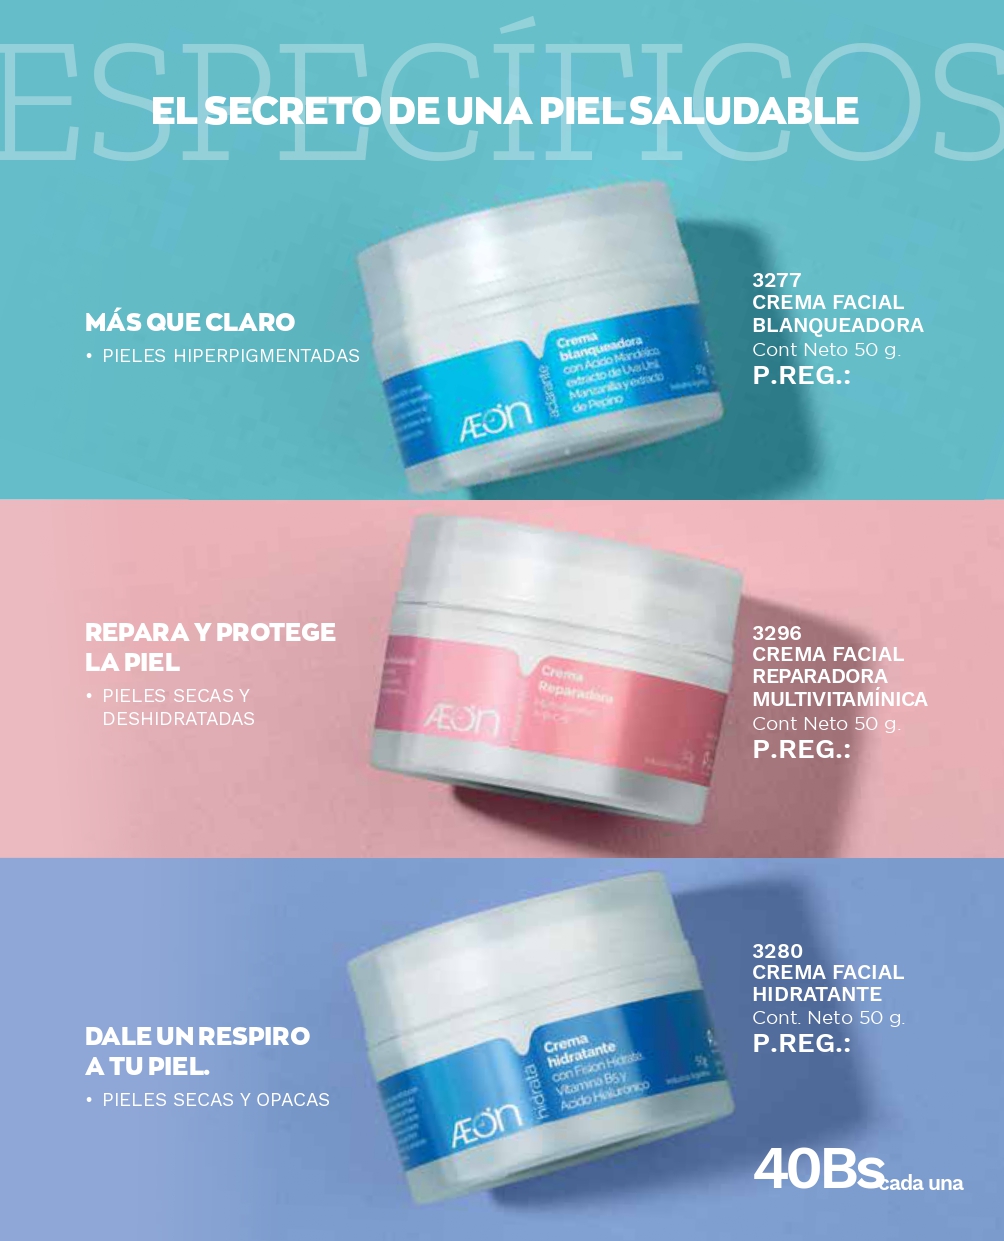 ESPECÍFICOS
EL SECRETO DE UNA PIEL SALUDABLE
MÁS QUE CLARO
• PIELES HIPERPIGMENTADAS
Crema
blanqueadora
con Ácido Mandélico,
extracto de Uva Ursi,
Manzanilla y extracto
de Pepino
aclarante
ÆON
50g
3277
CREMA FACIAL
BLANQUEADORA
Cont Neto 50 g.
P.REG.:
REPARA Y PROTEGE
LA PIEL
• PIELES SECAS Y
DESHIDRATADAS
Crema
Reparadora
ÆON
3296
CREMA FACIAL
REPARADORA
MULTIVITAMÍNICA
Cont Neto 50 g.
P.REG.:
DALE UN RESPIRO
A TU PIEL.
• PIELES SECAS Y OPACAS
Crema
hidratante
con Fision Hidrate,
Vitamina B5 y
Acido Hialurónico
hidrata
ÆON
50g
3280
CREMA FACIAL
HIDRATANTE
Cont. Neto 50 g.
P.REG.:
40Bs cada una